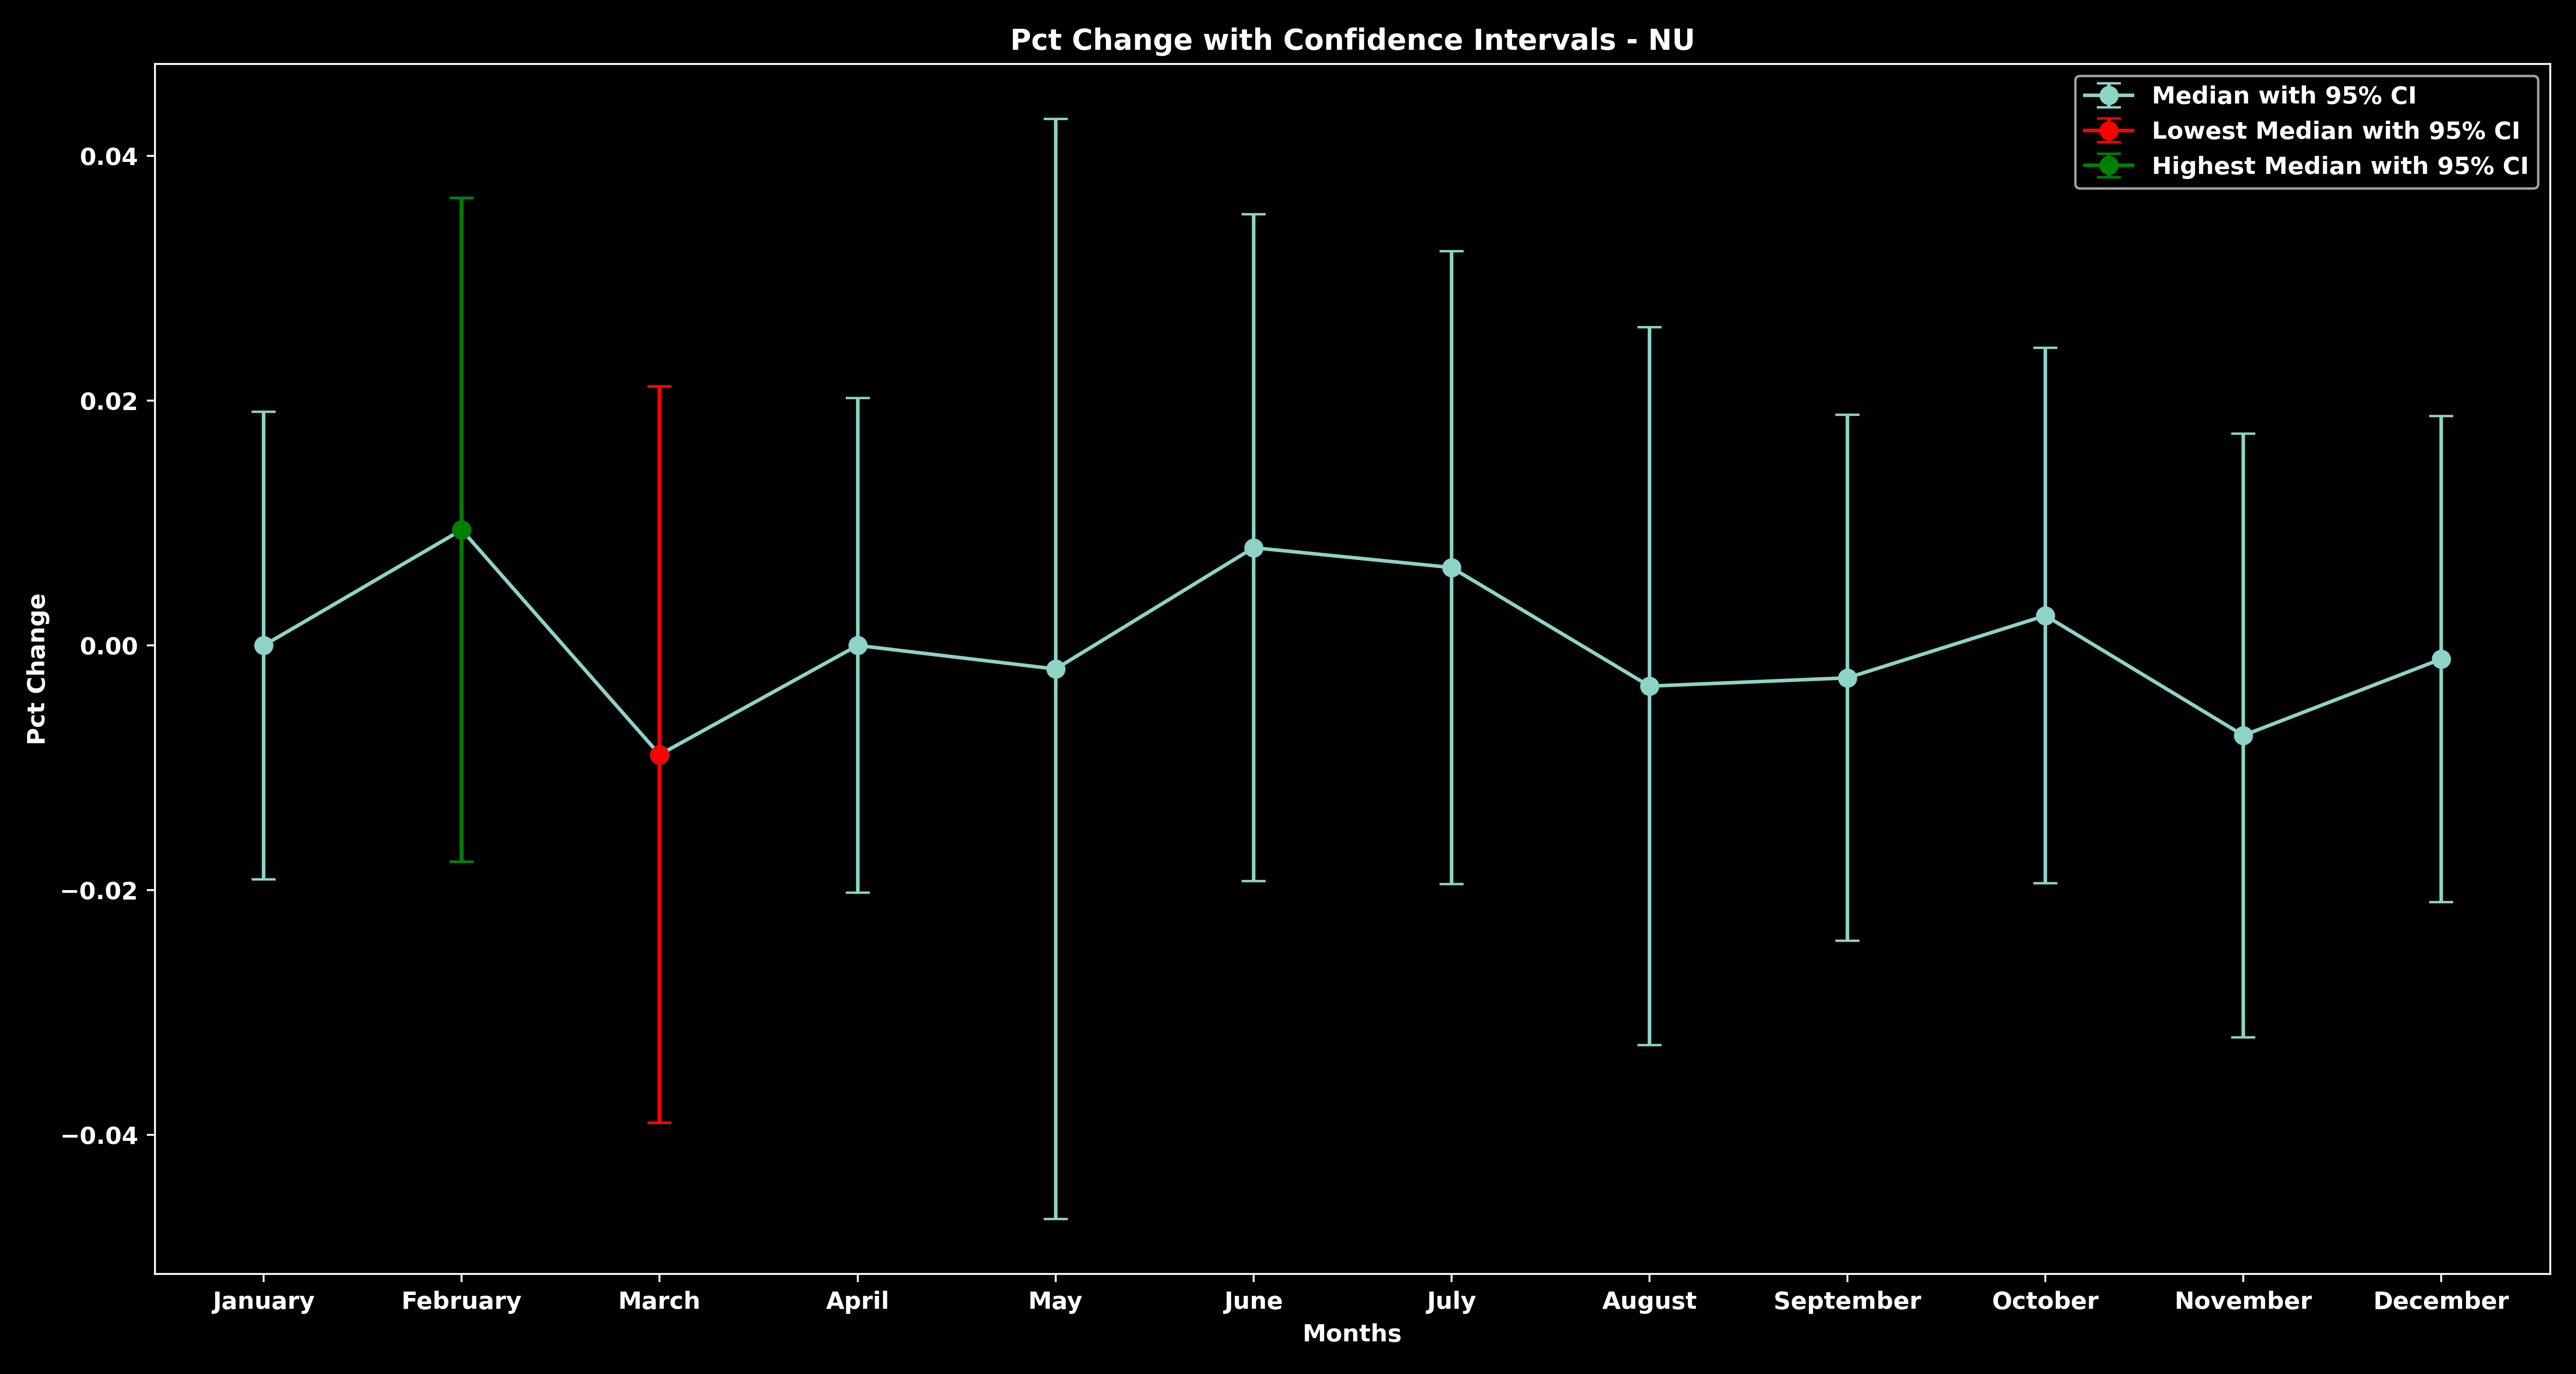 Pct Change with Confidence Intervals - NU
Median with 95% CI
Lowest Median with 95% CI
Highest Median with 95% CI
Pct Change
0.04
0.02
0.00
−0.02
−0.04
January February March April May June July August September October November December
Months